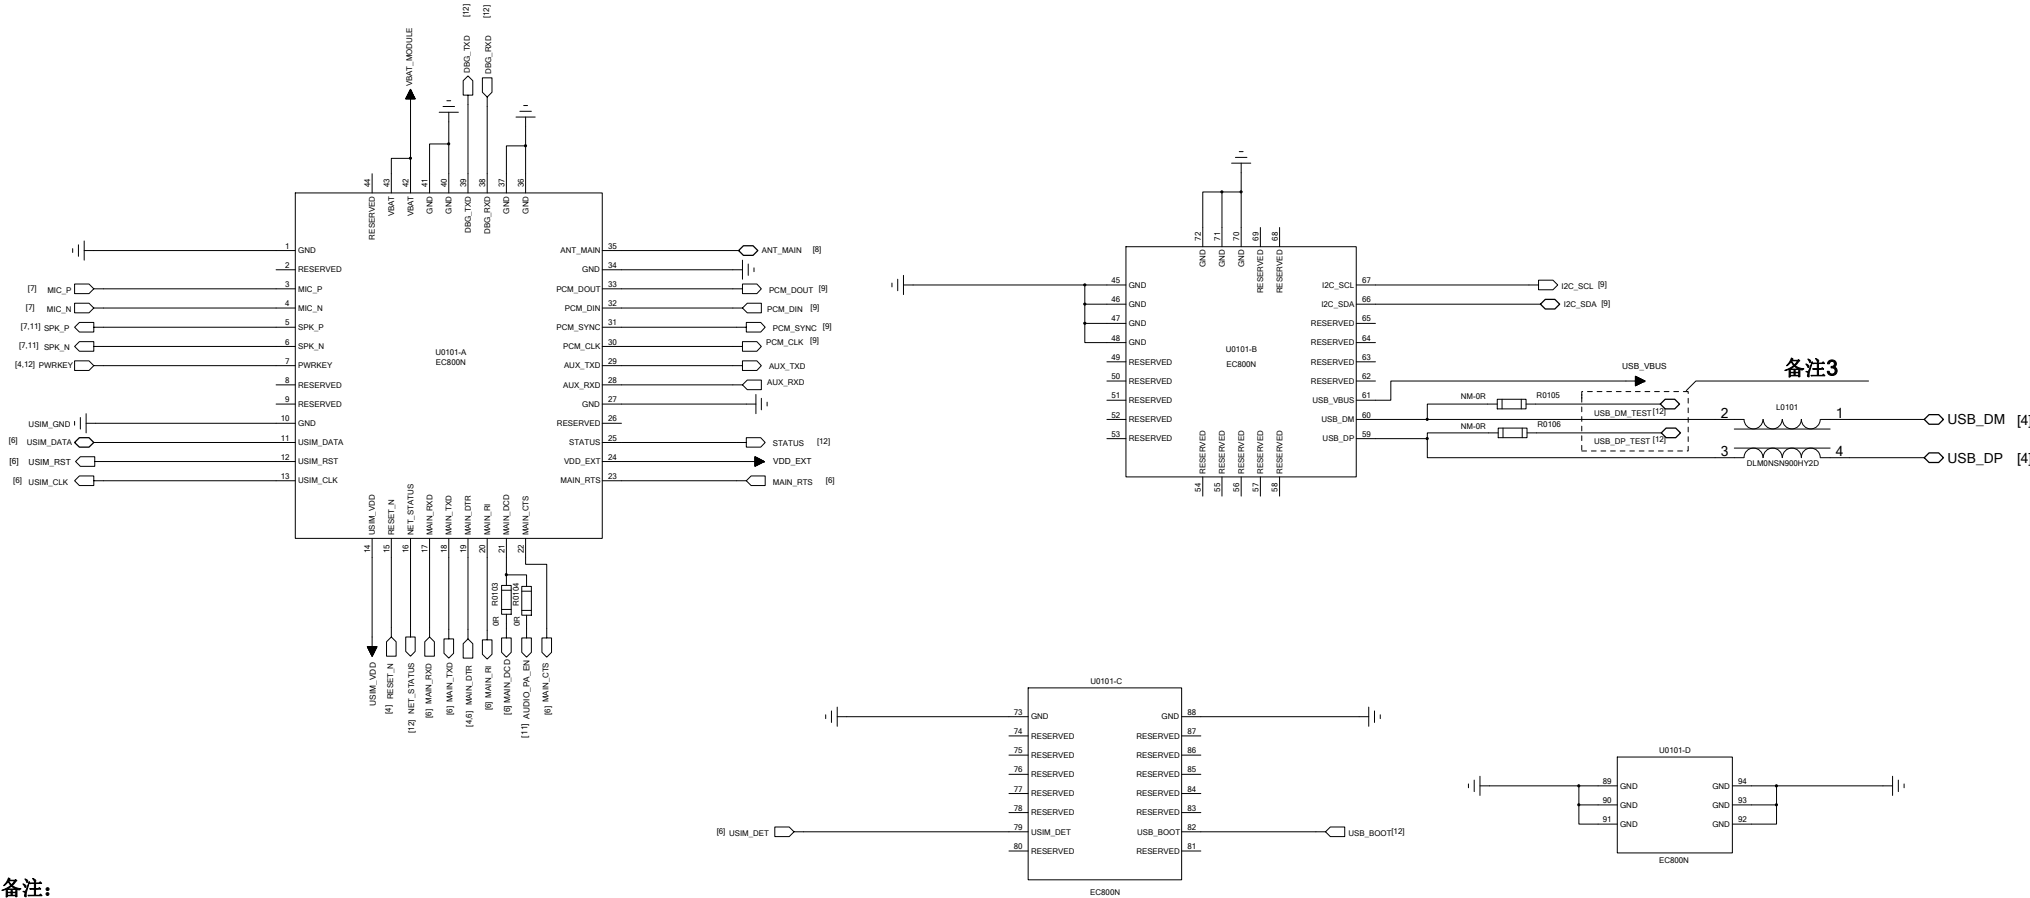 [12]
[12]
VBAT_MODULE
DBG_TXD
DBG_RXD
44
43
42
41
40
39
38
37
36
RESERVED
VBAT
VBAT
GND
GND
DBG_TXD
DBG_RXD
GND
GND
1 GND
2 RESERVED
[7] MIC_P 3 MIC_P
[7] MIC_N 4 MIC_N
[7,11] SPK_P 5 SPK_P
[7,11] SPK_N 6 SPK_N
[4,12] PWRKEY 7 PWRKEY
8 RESERVED
9 RESERVED
USIM_GND 10 GND
[6] USIM_DATA 11 USIM_DATA
[6] USIM_RST 12 USIM_RST
[6] USIM_CLK 13 USIM_CLK
U0101-A
EC800N
ANT_MAIN 35 ANT_MAIN [8]
GND 34
PCM_DOUT 33 PCM_DOUT [9]
PCM_DIN 32 PCM_DIN [9]
PCM_SYNC 31 PCM_SYNC [9]
PCM_CLK 30 PCM_CLK [9]
AUX_TXD 29 AUX_TXD
AUX_RXD 28 AUX_RXD
GND 27
RESERVED 26
STATUS 25 STATUS [12]
VDD_EXT 24 VDD_EXT
MAIN_RTS 23 MAIN_RTS [6]
USIM_VDD
RESET_N
NET_STATUS
MAIN_RXD
MAIN_TXD
MAIN_DTR
MAIN_RI
MAIN_DCD
MAIN_CTS
14
15
16
17
18
19
20
21
22
0R R0103
0R R0104
USIM_VDD
[4] RESET_N
[12] NET_STATUS
[6] MAIN_RXD
[6] MAIN_TXD
[4,6] MAIN_DTR
[6] MAIN_RI
[6] MAIN_DCD
[11] AUDIO_PA_EN
[6] MAIN_CTS
72
71
70
69
68
GND
GND
GND
RESERVED
RESERVED
45 GND
46 GND
47 GND
48 GND
49 RESERVED
50 RESERVED
51 RESERVED
52 RESERVED
53 RESERVED
U0101-B
EC800N
I2C_SCL 67 I2C_SCL [9]
I2C_SDA 66 I2C_SDA [9]
RESERVED 65
RESERVED 64
RESERVED 63
RESERVED 62
USB_VBUS 61 USB_VBUS
USB_DM 60
USB_DP 59
RESERVED
RESERVED
RESERVED
RESERVED
RESERVED
54
55
56
57
58
备注3
NM-0R R0105
USB_DM_TEST [12]
NM-0R R0106
USB_DP_TEST [12]
L0101
2 1 USB_DM [4]
3 4 USB_DP [4]
DLM0NSN900HY2D
U0101-C
73 GND
74 RESERVED
75 RESERVED
76 RESERVED
77 RESERVED
78 RESERVED
[6] USIM_DET 79 USIM_DET
80 RESERVED
GND 88
RESERVED 87
RESERVED 86
RESERVED 85
RESERVED 84
RESERVED 83
USB_BOOT 82 USB_BOOT[12]
RESERVED 81
EC800N
U0101-D
89 GND
90 GND
91 GND
GND 94
GND 93
GND 92
EC800N
备注：